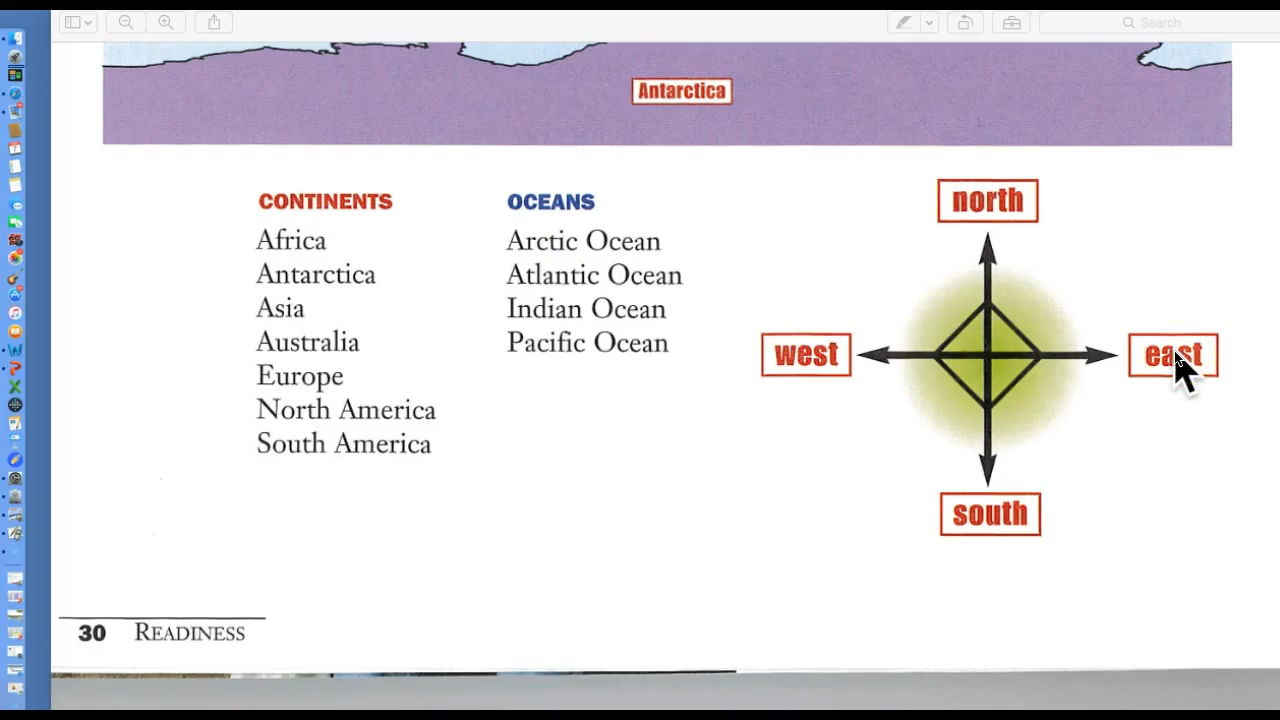 Search
Antarctica
CONTINENTS
Africa
Antarctica
Asia
Australia
Europe
North America
South America
OCEANS
Arctic Ocean
Atlantic Ocean
Indian Ocean
Pacific Ocean
north
west
east
south
30 READINESS